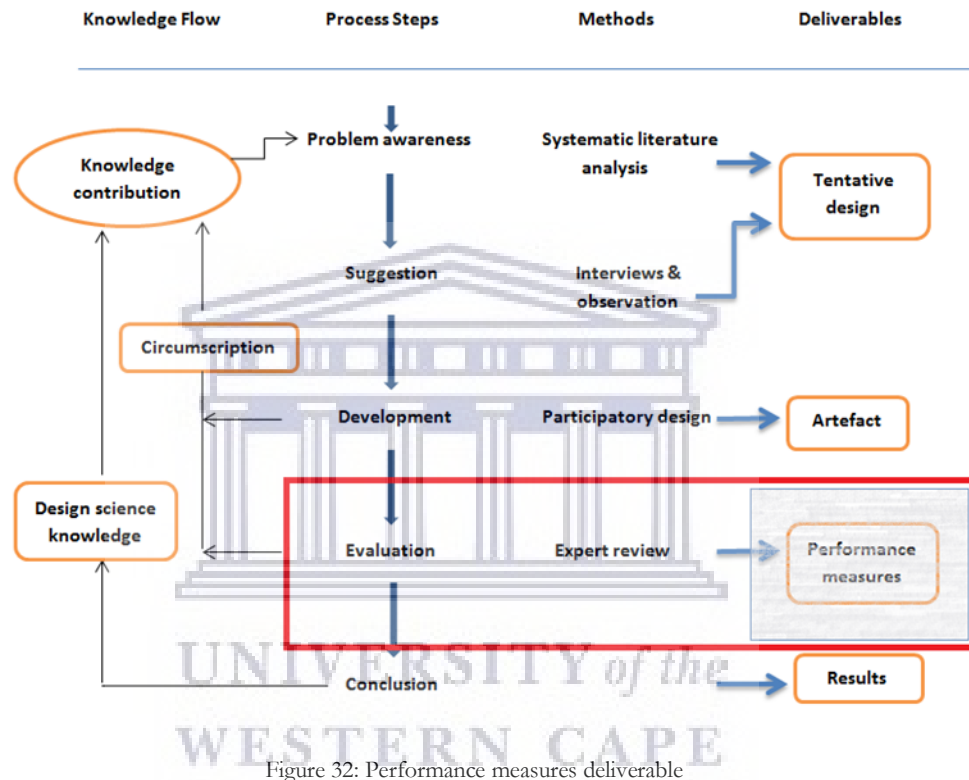 Knowledge Flow
Process Steps
Methods
Deliverables
Problem awareness
Systematic literature
analysis
Knowledge
contribution
Tentative
design
Suggestion
Interviews &
observation
Circumscription
Development
Participatory design
Artefact
Design science
knowledge
Evaluation
Expert review
Performance
measures
UNIVERSITY of the
Conclusion
Results
WESTERN CAPE
Figure 32: Performance measures deliverable